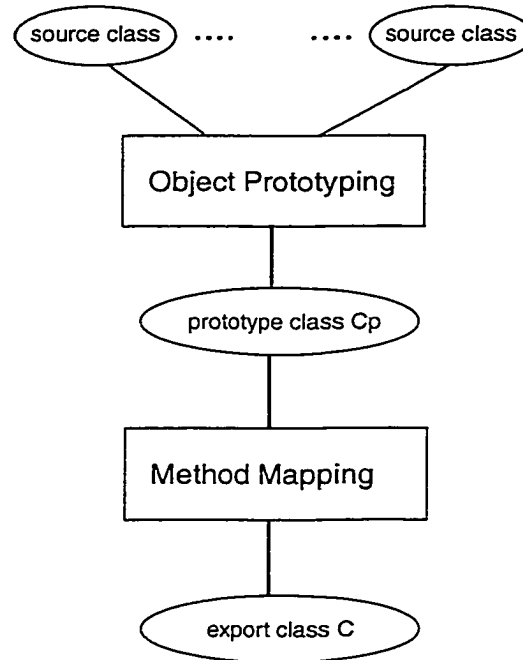 source class .... .... source class
Object Prototyping
prototype class Cp
Method Mapping
export class C